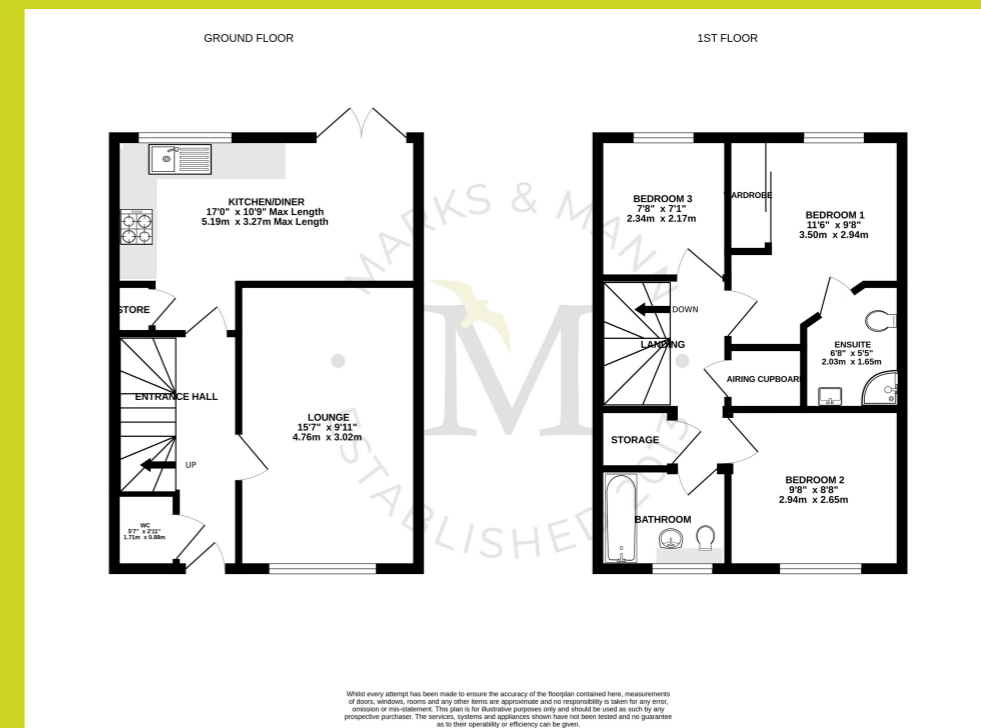 GROUND FLOOR
1ST FLOOR
KITCHEN/DINER
17'0" x 10'9" Max Length
5.19m x 3.27m Max Length
STORE
ENTRANCE HALL
UP
WC
5'7" x 2'11"
1.71m x 0.88m
LOUNGE
15'7" x 9'11"
4.76m x 3.02m
BEDROOM 3
7'8" x 7'1"
2.34m x 2.17m
WARDROBE
BEDROOM 1
11'6" x 9'8"
3.50m x 2.94m
DOWN
LANDING
ENSUITE
6'8" x 5'5"
2.03m x 1.65m
AIRING CUPBOARD
STORAGE
BEDROOM 2
9'8" x 8'8"
2.94m x 2.65m
BATHROOM
MARKS & MANN
M
ESTABLISHED 2013
Whilst every attempt has been made to ensure the accuracy of the floorplan contained here, measurements
of doors, windows, rooms and any other items are approximate and no responsibility is taken for any error,
omission or mis-statement. This plan is for illustrative purposes only and should be used as such by any
prospective purchaser. The services, systems and appliances shown have not been tested and no guarantee
as to their operability or efficiency can be given.